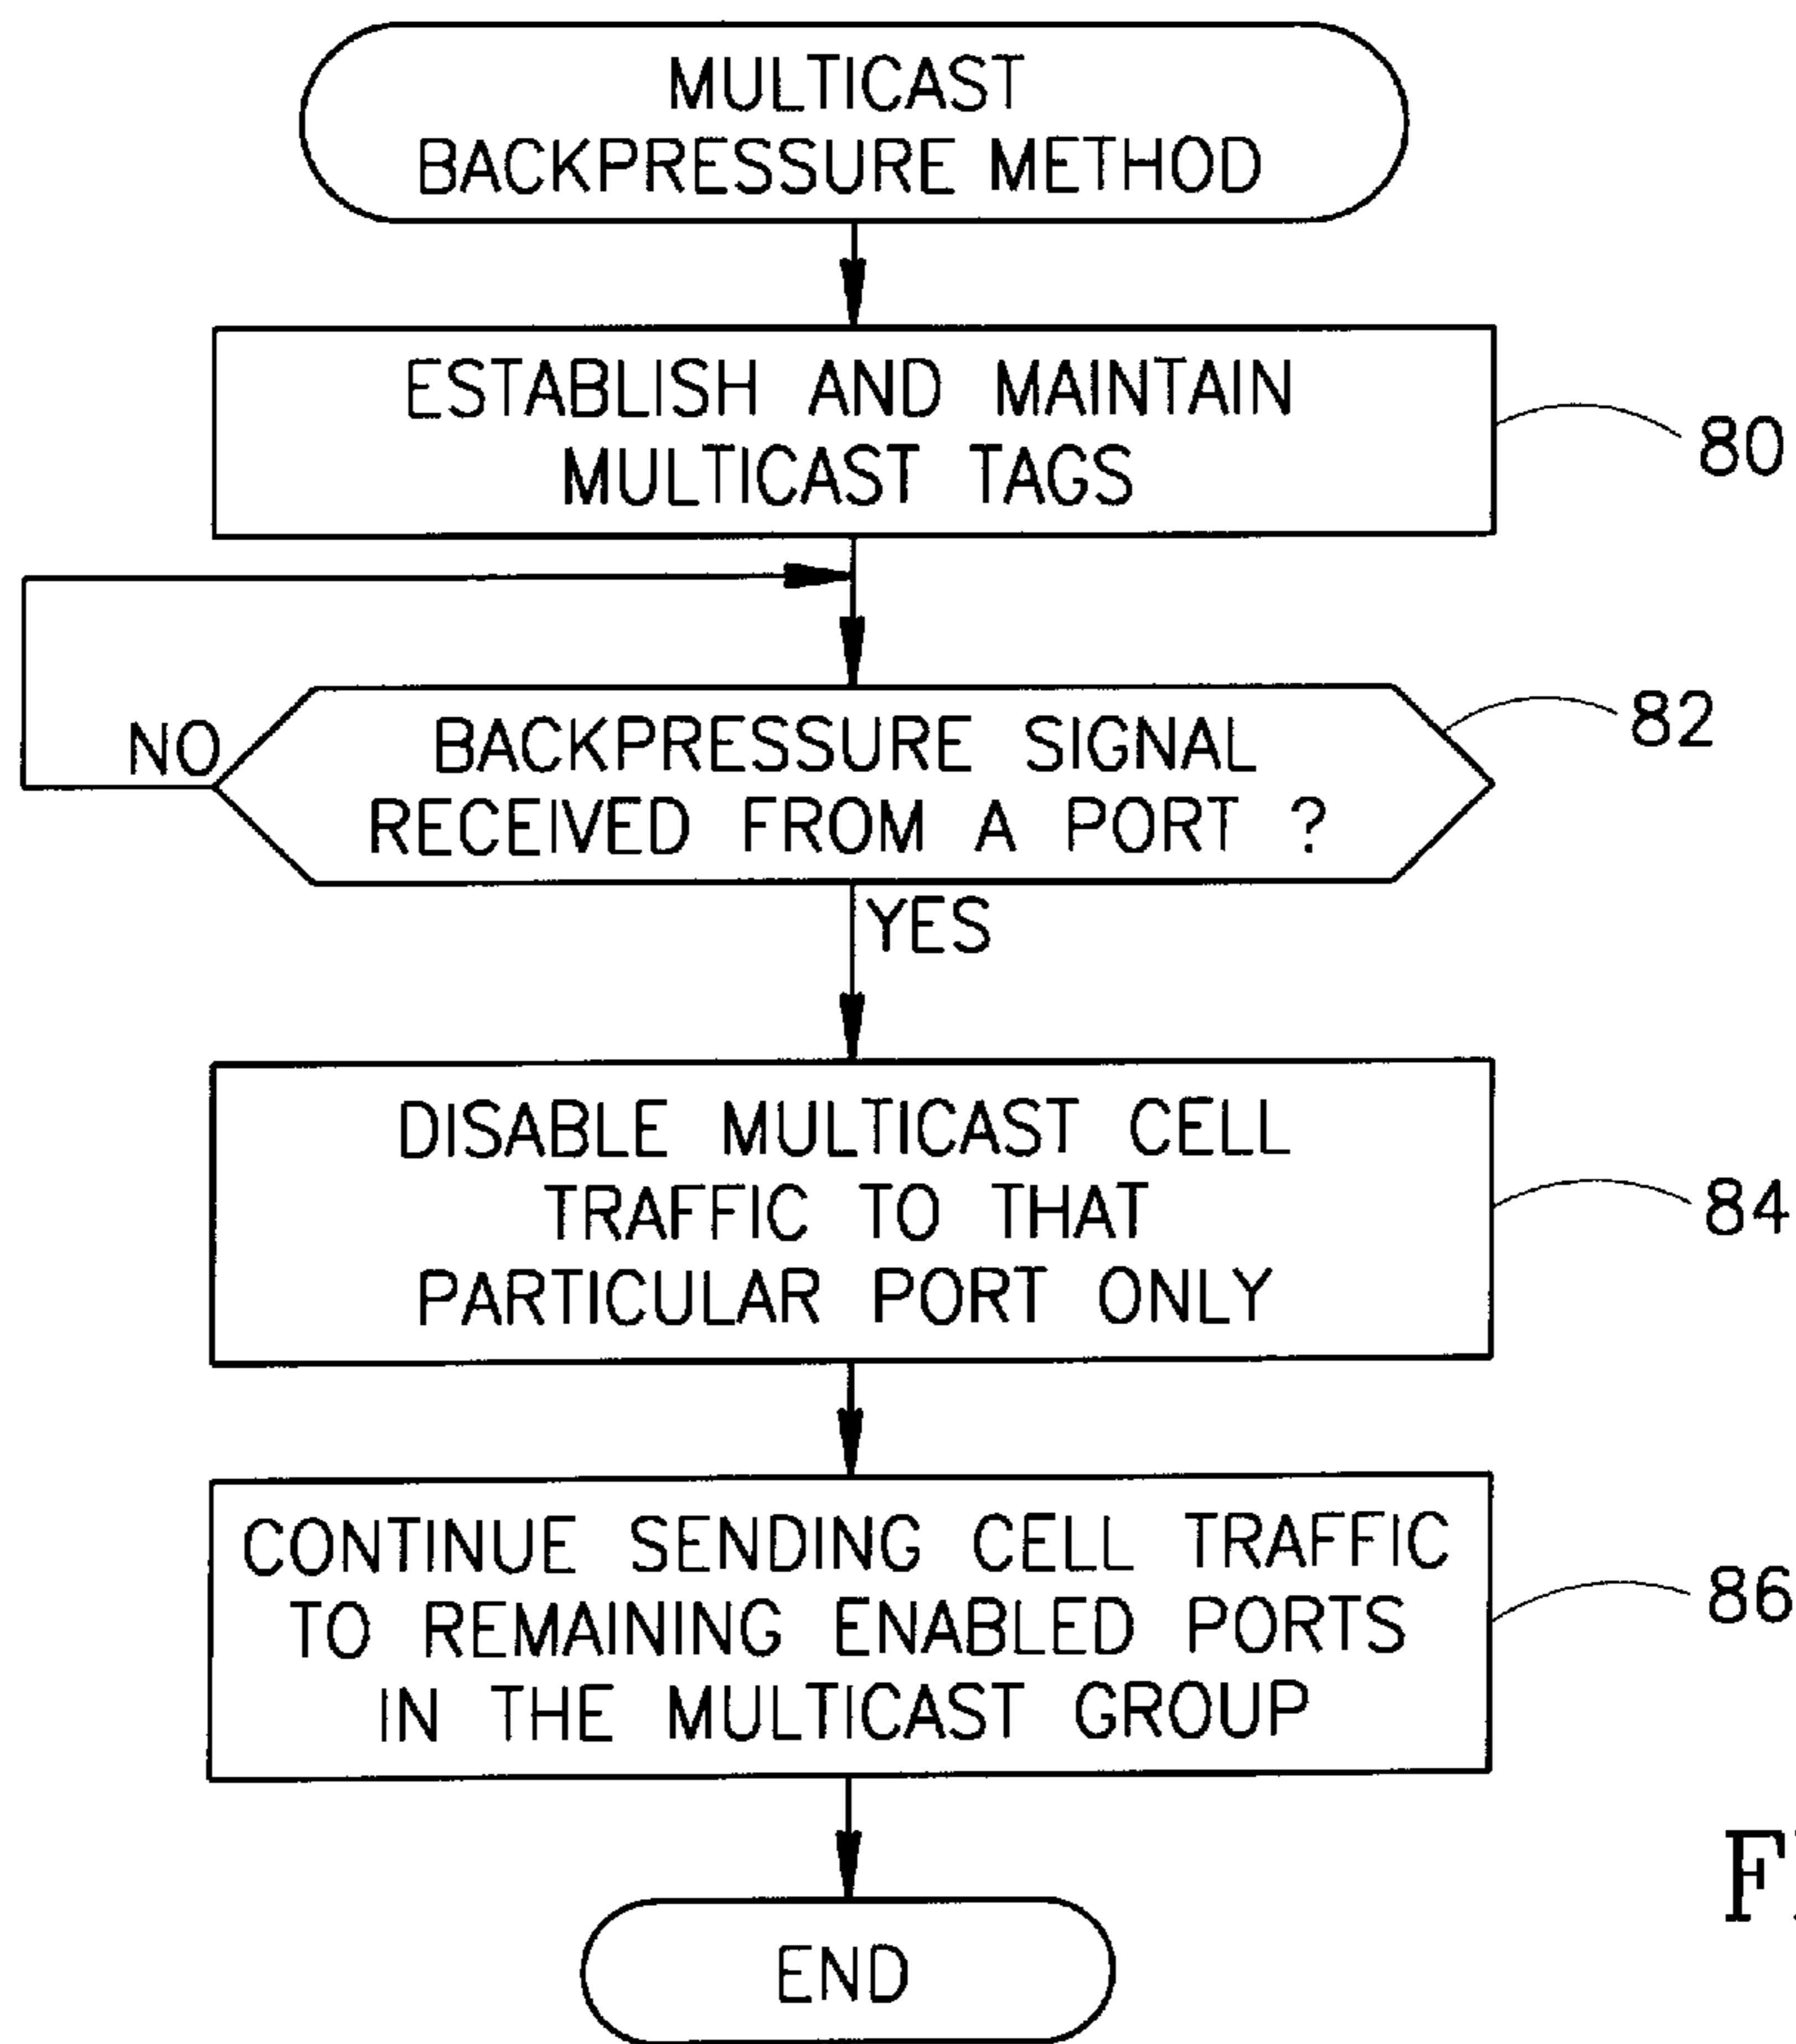 MULTICAST
BACKPRESSURE METHOD
ESTABLISH AND MAINTAIN
MULTICAST TAGS
80
NO
BACKPRESSURE SIGNAL
RECEIVED FROM A PORT ?
82
YES
DISABLE MULTICAST CELL
TRAFFIC TO THAT
PARTICULAR PORT ONLY
84
CONTINUE SENDING CELL TRAFFIC
TO REMAINING ENABLED PORTS
IN THE MULTICAST GROUP
86
END